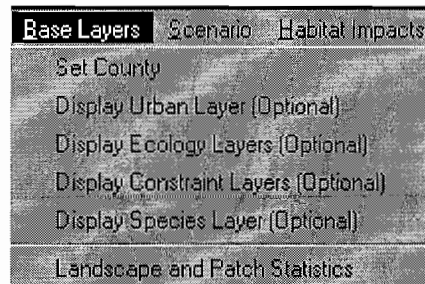 Base Layers Scenario Habitat Impacts
Set County
Display Urban Layer (Optional)
Display Ecology Layers (Optional)
Display Constraint Layers (Optional)
Display Species Layer (Optional)
Landscape and Patch Statistics